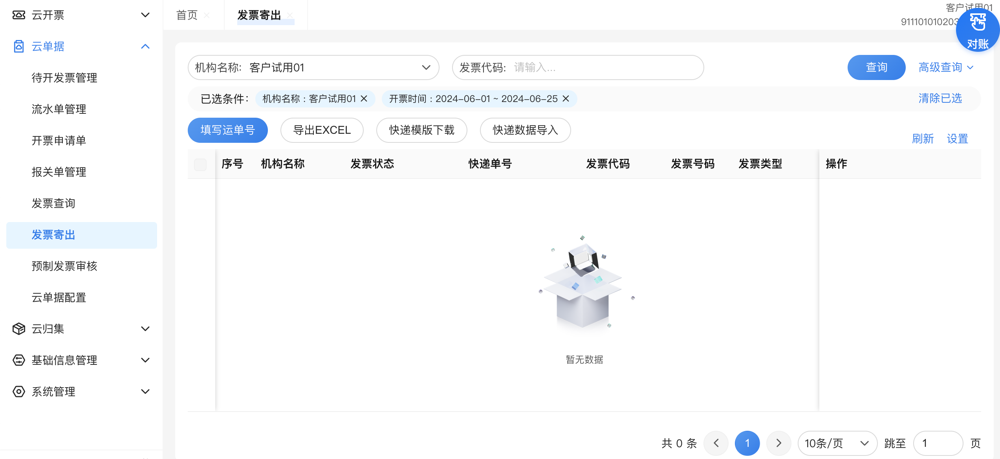 云开票
云单据
待开发票管理
流水单管理
开票申请单
报关单管理
发票查询
发票寄出
预制发票审核
云单据配置
云归集
基础信息管理
系统管理
首页
发票寄出
客户试用01
911101010203
对账
机构名称: 客户试用01
发票代码: 请输入...
查询
高级查询
已选条件：
机构名称：客户试用01
开票时间：2024-06-01 ~ 2024-06-25
清除已选
填写运单号
导出EXCEL
快递模版下载
快递数据导入
刷新
设置
序号 机构名称 发票状态 快递单号 发票代码 发票号码 发票类型 操作
暂无数据
共 0 条
1
10条/页
跳至 1 页